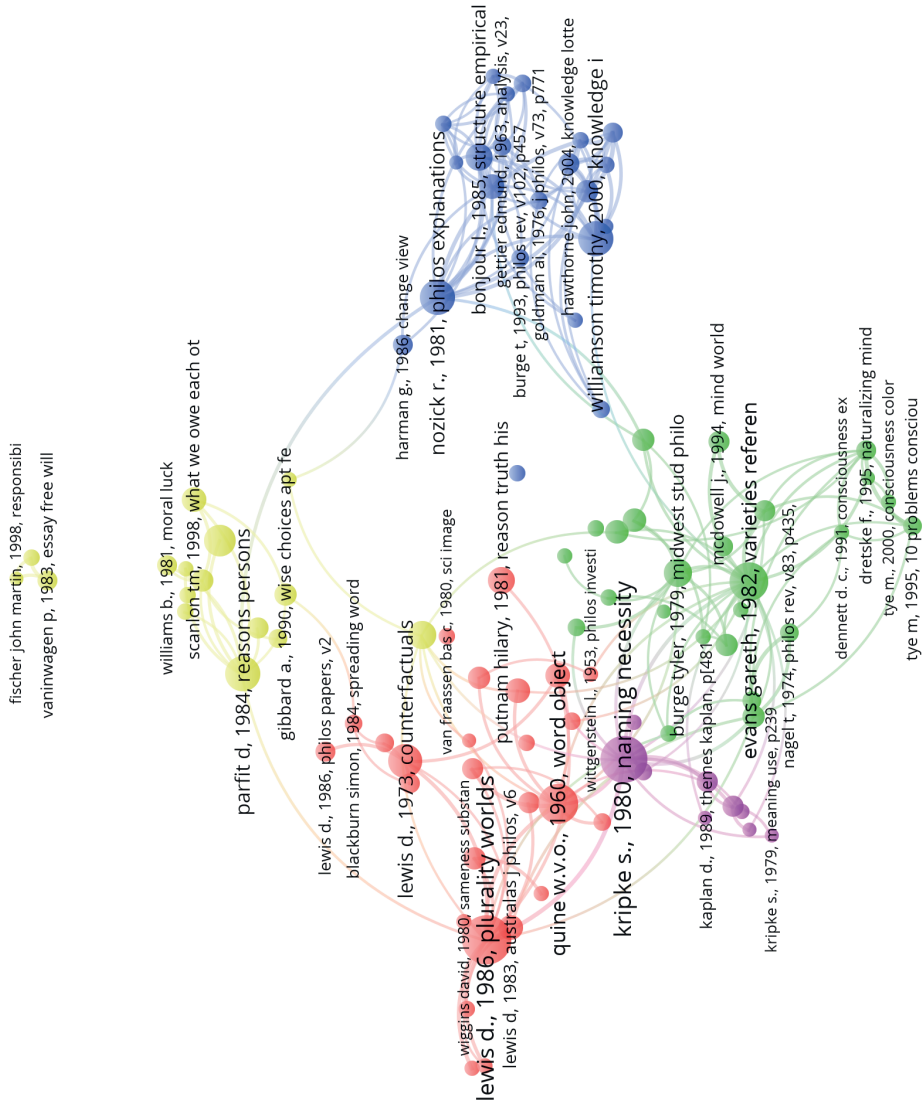 fischer john martin, 1998, responsibi
vaninwagen p, 1983, essay free will
williams b., 1981, moral luck
scanlon tm, 1998, what we owe each ot
parfit d, 1984, reasons persons
gibbard a., 1990, wise choices apt fe
lewis d., 1986, philos papers, v2
blackburn simon, 1984, spreading word
harman g., 1986, change view
lewis d., 1973, counterfactuals
nozick r., 1981, philos explanations
van fraassen bas c, 1980, sci image
wiggins david, 1980, sameness substan
bonjour l., 1985, structure empirical
lewis d., 1986, plurality worlds
gettier edmund, 1963, analysis, v23,
putnam hilary, 1981, reason truth his
lewis d, 1983, australas j philos, v6
burge t, 1993, philos rev, v102, p457
goldman ai, 1976, j philos, v73, p771
quine w.v.o., 1960, word object
hawthorne john, 2004, knowledge lotte
wittgenstein l., 1953, philos investi
williamson timothy, 2000, knowledge i
kripke s., 1980, naming necessity
burge tyler, 1979, midwest stud philo
kaplan d., 1989, themes kaplan, p[481
mcdowell j., 1994, mind world
evans gareth, 1982, varieties referen
kripke s., 1979, meaning use, p239
nagel t, 1974, philos rev, v83, p435,
dennett d. c., 1991, consciousness ex
dretske f., 1995, naturalizing mind
tye m., 2000, consciousness color
tye m, 1995, 10 problems consciou